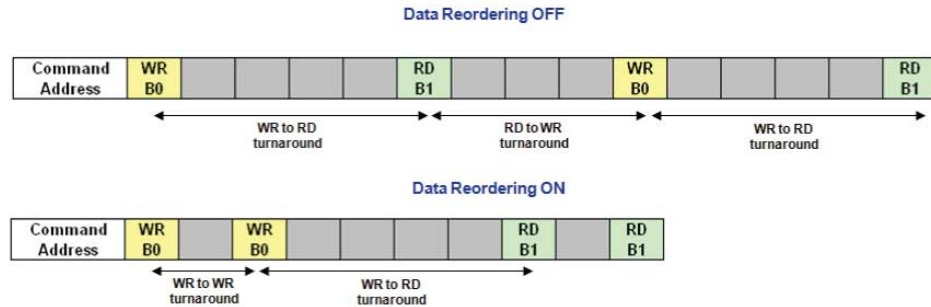 Data Reordering OFF
Command WR RD WR RD
Address B0 B1 B0 B1
WR to RD RD to WR WR to RD
turnaround turnaround turnaround
Data Reordering ON
Command WR WR RD RD
Address B0 B0 B1 B1
WR to WR WR to RD
turnaround turnaround